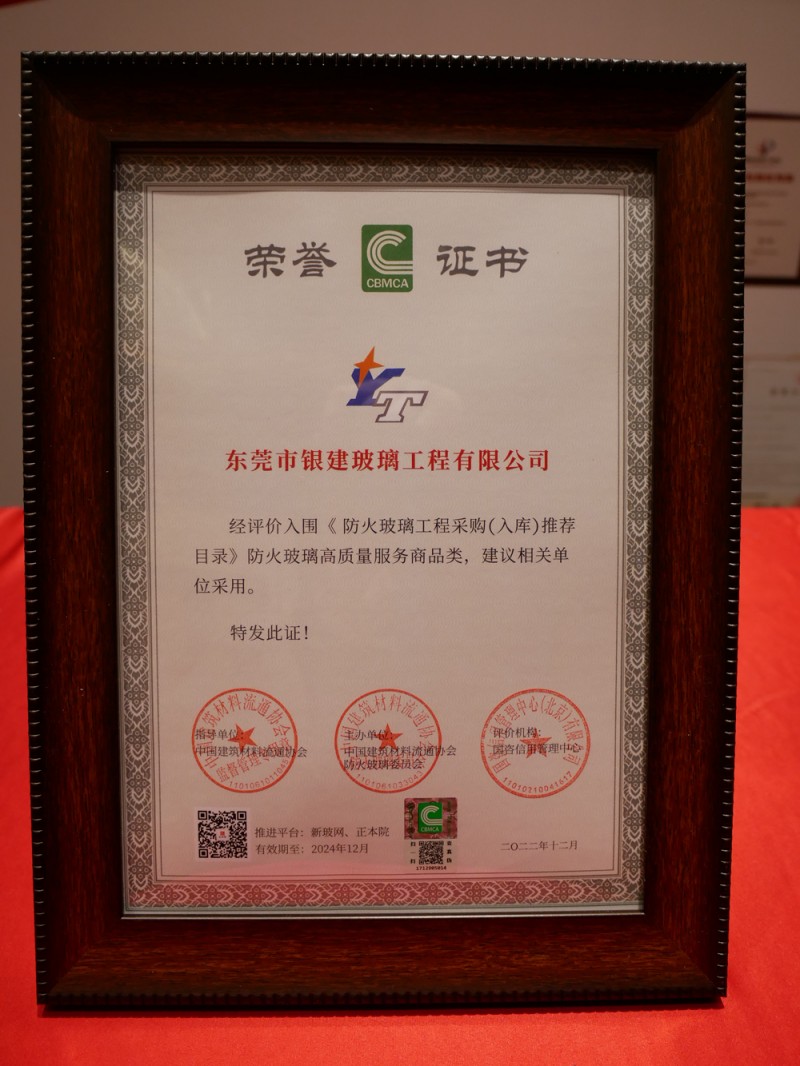 荣誉 CBMCA 证书
YT
东莞市银建玻璃工程有限公司
经评价入围《防火玻璃工程采购(入库)推荐
目录》防火玻璃高质量服务商品类，建议相关单
位采用。
特发此证！
指导单位:
中国建筑材料流通协会
主办单位:
中国建筑材料流通协会
防火玻璃委员会
评价机构:
国咨信用管理中心
推进平台：新玻网、正本院
有效期至：2024年12月
CBMCA
二〇二二年十二月